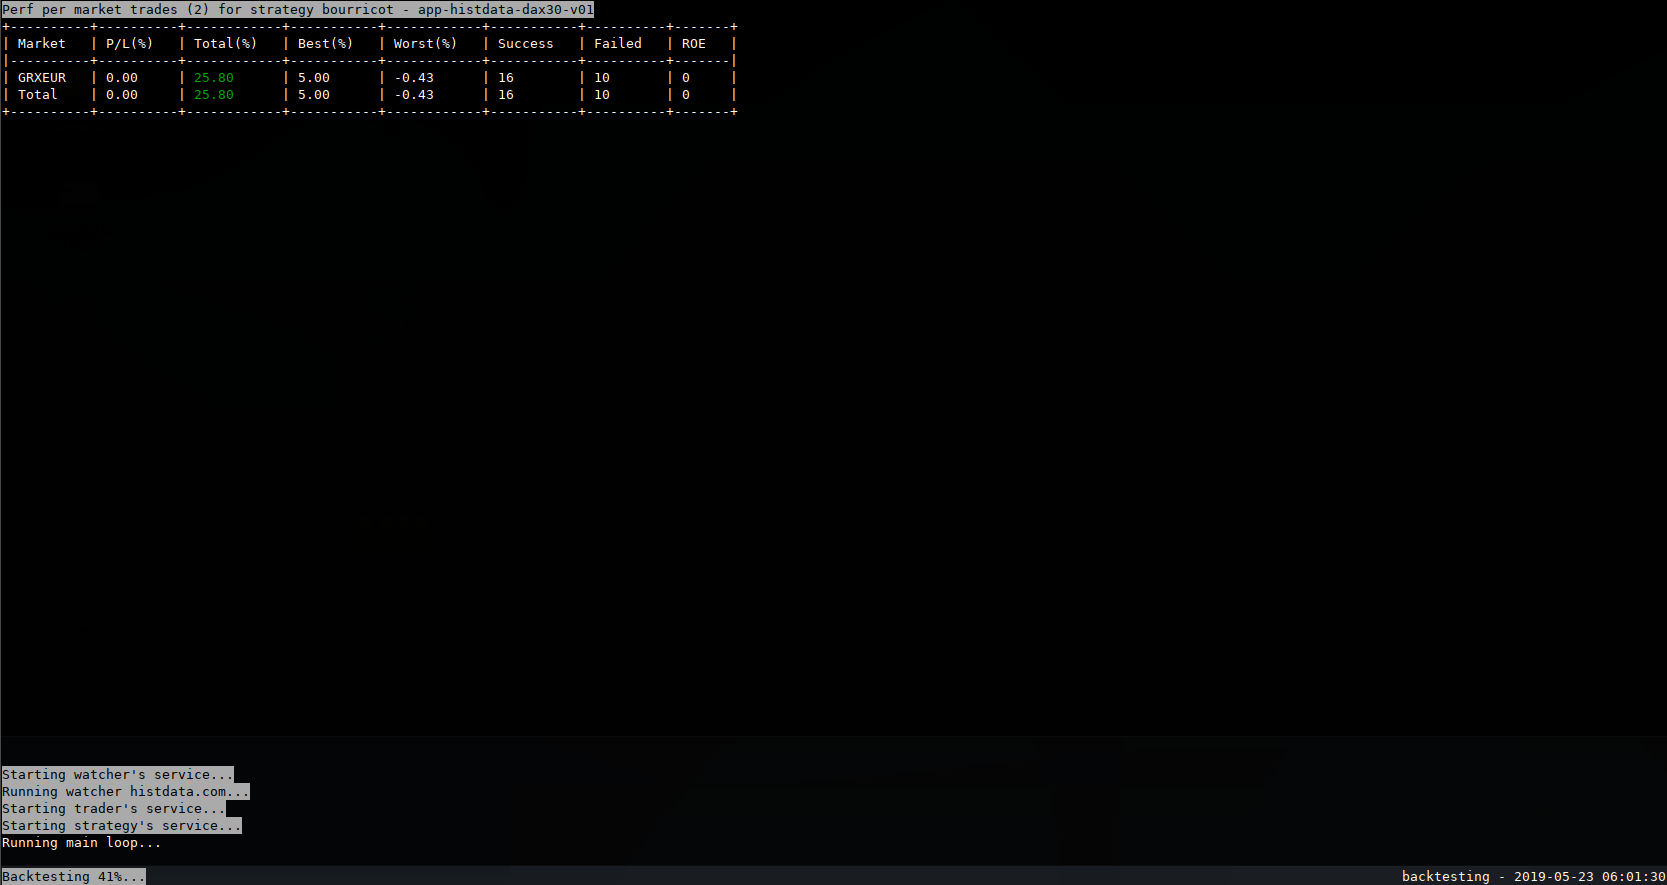 Perf per market trades (2) for strategy bourricot - app-histdata-dax30-v01
+----------+----------+------------+-----------+------------+-----------+----------+-------+
| Market   | P/L(%)   | Total(%)   | Best(%)   | Worst(%)   | Success   | Failed   | ROE   |
|----------+----------+------------+-----------+------------+-----------+----------+-------|
| GRXEUR   | 0.00     | 25.80      | 5.00      | -0.43      | 16        | 10       | 0     |
| Total    | 0.00     | 25.80      | 5.00      | -0.43      | 16        | 10       | 0     |
+----------+----------+------------+-----------+------------+-----------+----------+-------+
Starting watcher's service...
Running watcher histdata.com...
Starting trader's service...
Starting strategy's service...
Running main loop...
Backtesting 41%... backtesting - 2019-05-23 06:01:30